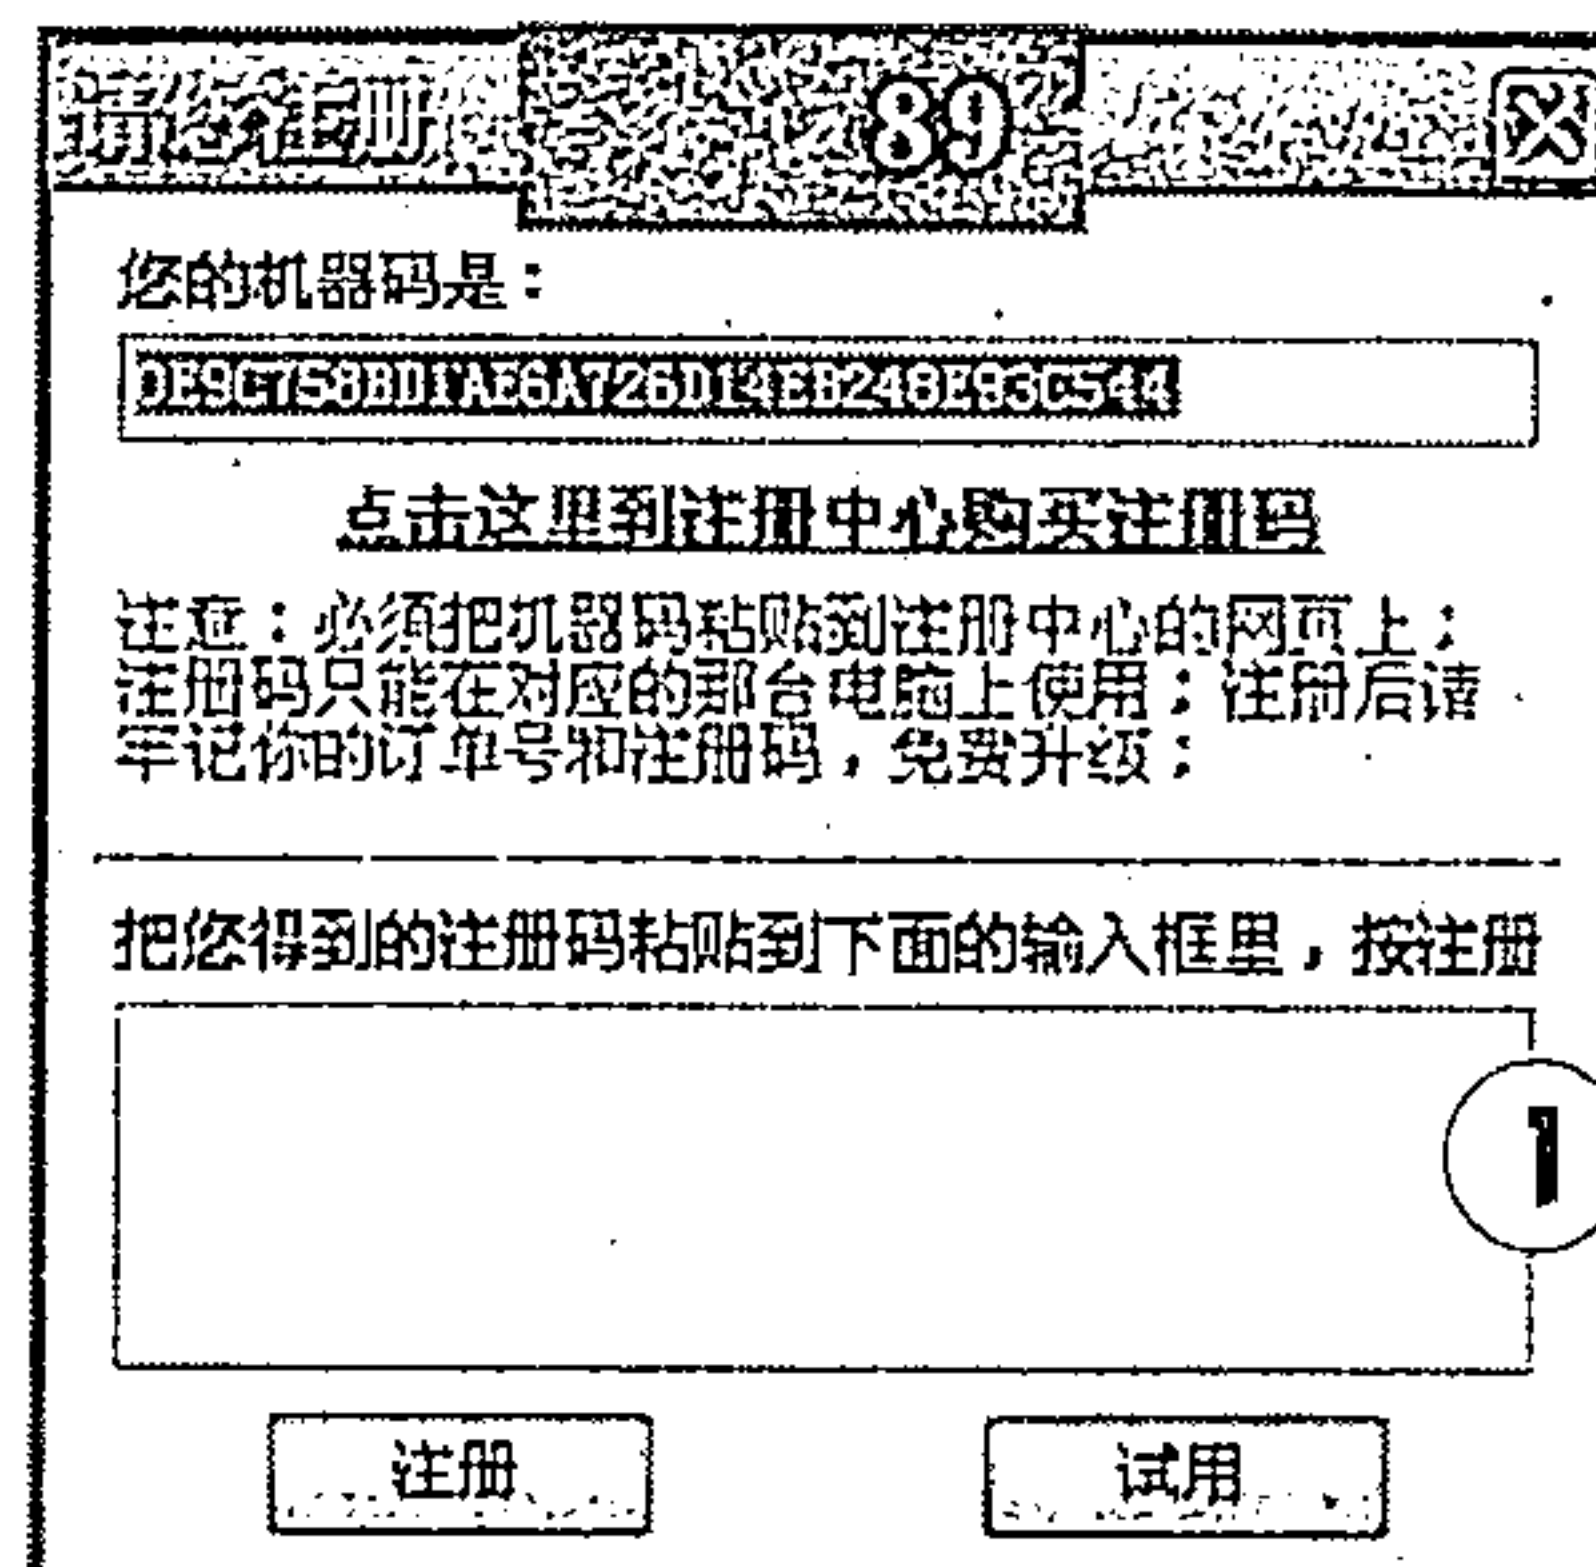 请您注册
89
您的机器码是：
DE9C758BD1AE6A726D14EB248E93C544
点击这里到注册中心购买注册码
注意：必须把机器码粘贴到注册中心的网页上；
注册码只能在对应的那台电脑上使用；注册后请
牢记你的订单号和注册码，免费升级；
把您得到的注册码粘贴到下面的输入框里，按注册
1
注册
试用